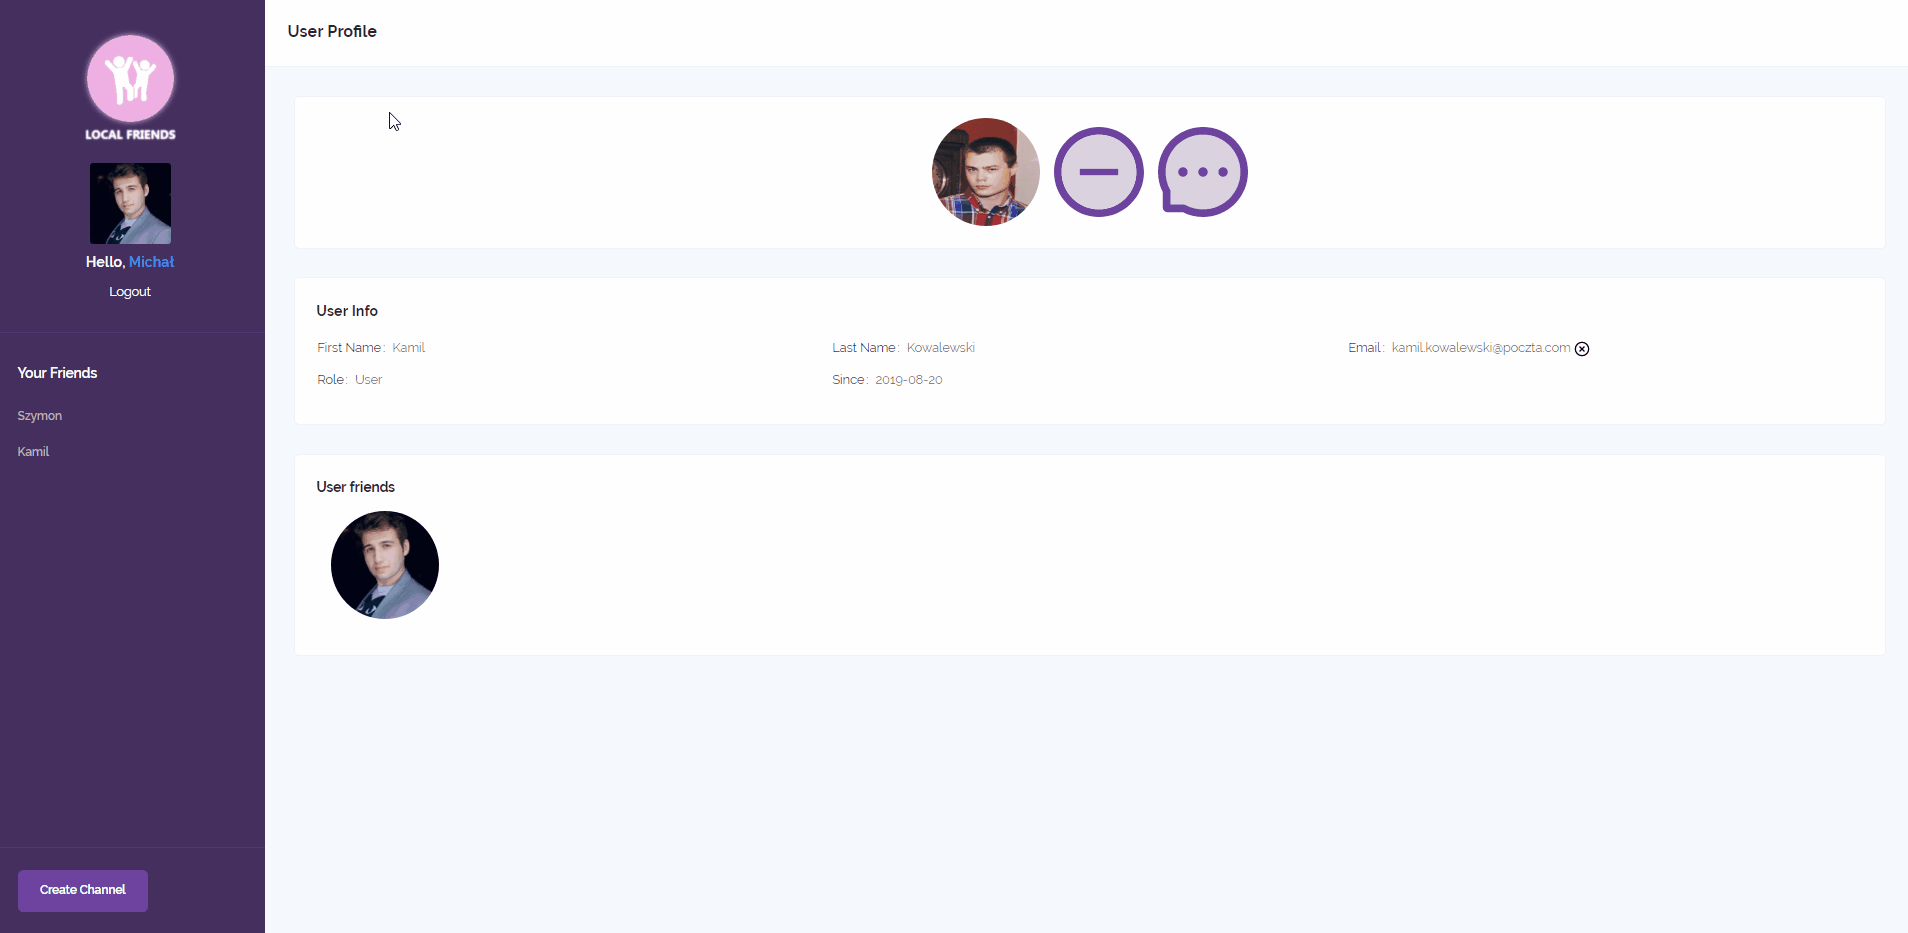 LOCAL FRIENDS
Hello, Michał
Logout
Your Friends
Szymon
Kamil
Create Channel
User Profile
User Info
First Name: Kamil
Last Name: Kowalewski
Email: kamil.kowalewski@poczta.com
Role: User
Since: 2019-08-20
User friends